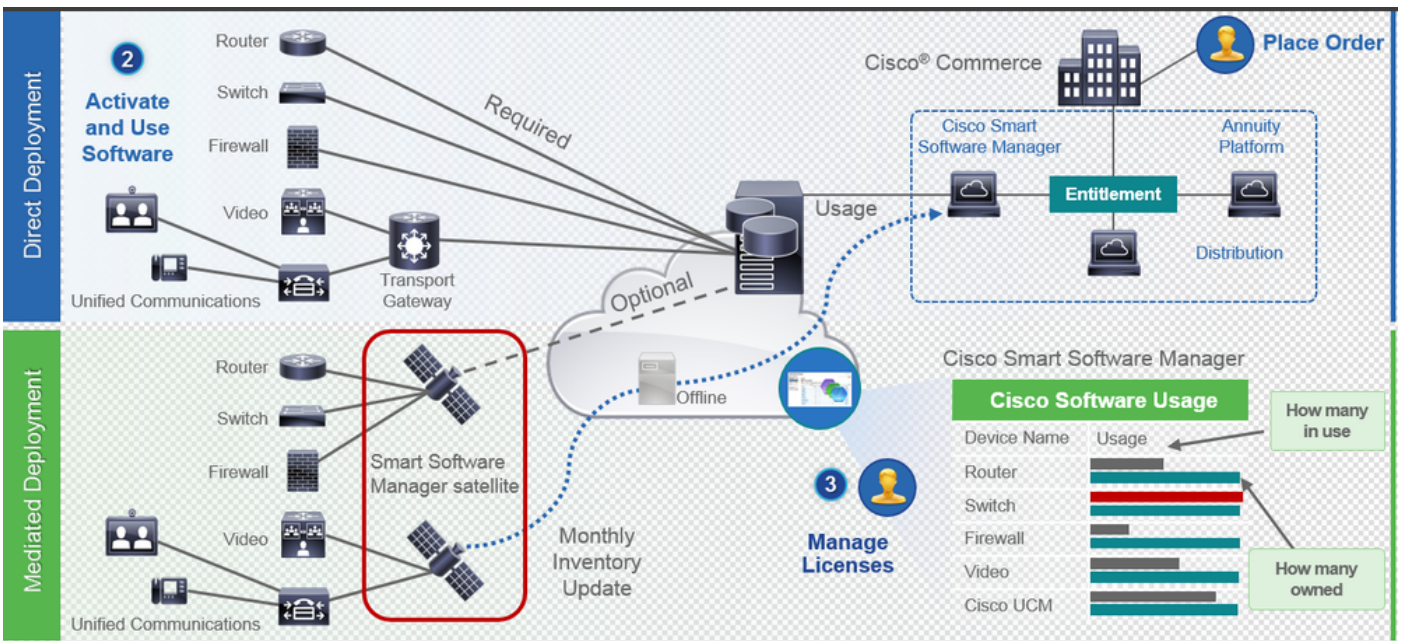 Direct Deployment
2
Activate
and Use
Software
Router
Switch
Firewall
Video
Unified Communications
Transport
Gateway
Required
Optional
Usage
Cisco® Commerce
Place Order
Cisco Smart
Software Manager
Annuity
Platform
Entitlement
Distribution
Mediated Deployment
Router
Switch
Firewall
Video
Unified Communications
Smart Software
Manager satellite
Offline
Monthly
Inventory
Update
3
Manage
Licenses
Cisco Smart Software Manager
Cisco Software Usage
Device Name Usage
Router
Switch
Firewall
Video
Cisco UCM
How many
in use
How many
owned